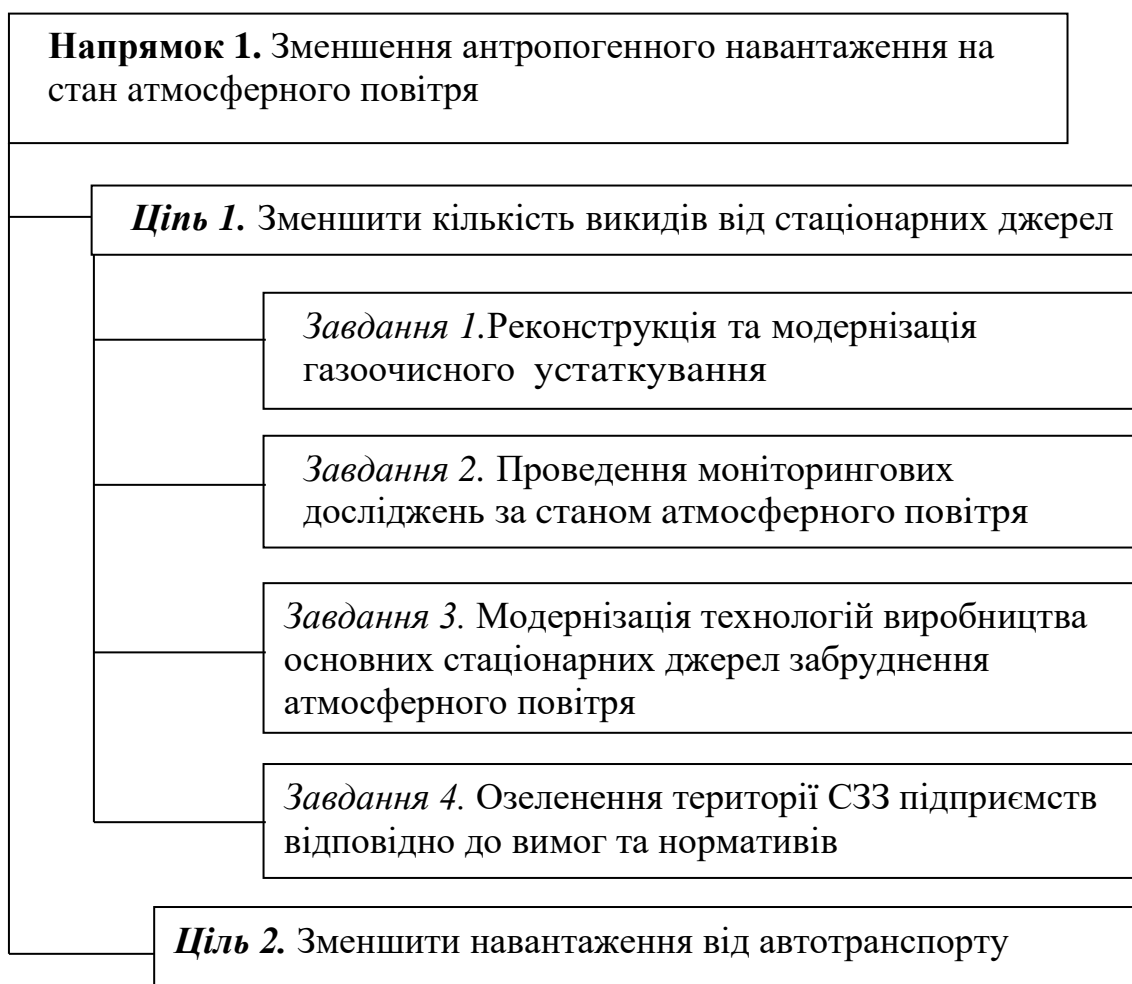 Напрямок 1. Зменшення антропогенного навантаження на
стан атмосферного повітря
Ціпь 1. Зменшити кількість викидів від стаціонарних джерел
Завдання 1.Реконструкція та модернізація
газоочисного устаткування
Завдання 2. Проведення моніторингових
досліджень за станом атмосферного повітря
Завдання 3. Модернізація технологій виробництва
основних стаціонарних джерел забруднення
атмосферного повітря
Завдання 4. Озеленення території СЗЗ підприємств
відповідно до вимог та нормативів
Ціль 2. Зменшити навантаження від автотранспорту